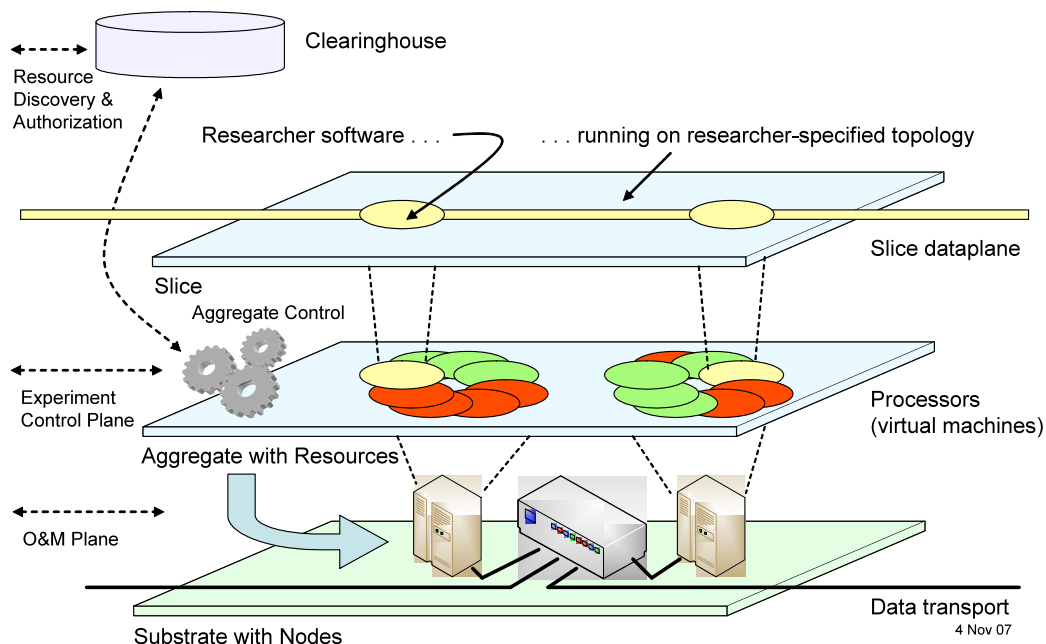 Clearinghouse
Resource
Discovery &
Authorization
Researcher software . . .
. . . running on researcher-specified topology
Slice dataplane
Slice
Aggregate Control
Experiment
Control Plane
Processors
(virtual machines)
Aggregate with Resources
O&M Plane
Data transport
4 Nov 07
Substrate with Nodes